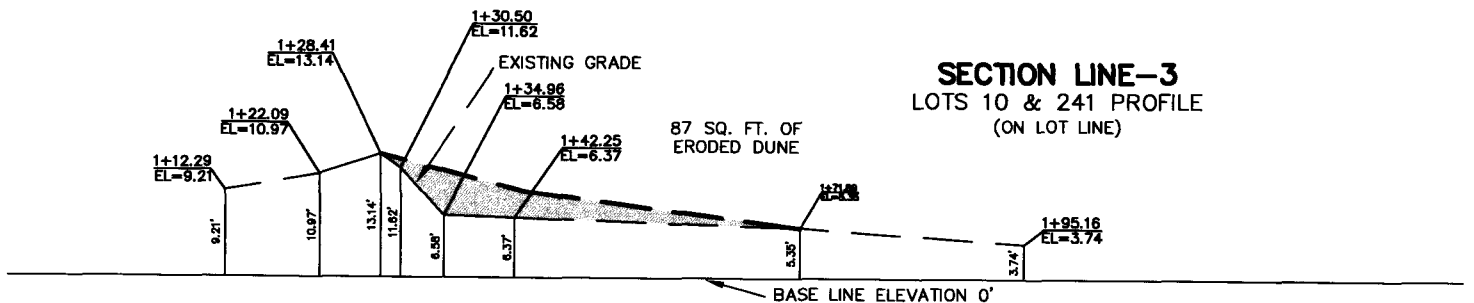 1+30.50
EL=11.62
1+28.41
EL=13.14
EXISTING GRADE
SECTION LINE-3
LOTS 10 & 241 PROFILE
(ON LOT LINE)
1+34.96
EL=6.58
1+22.09
EL=10.97
87 SQ. FT. OF
ERODED DUNE
1+42.25
EL=6.37
1+12.29
EL=9.21
1+95.16
EL=3.74
9.21'
10.97'
13.14'
11.62'
6.58'
6.37'
5.35'
3.74'
BASE LINE ELEVATION 0'